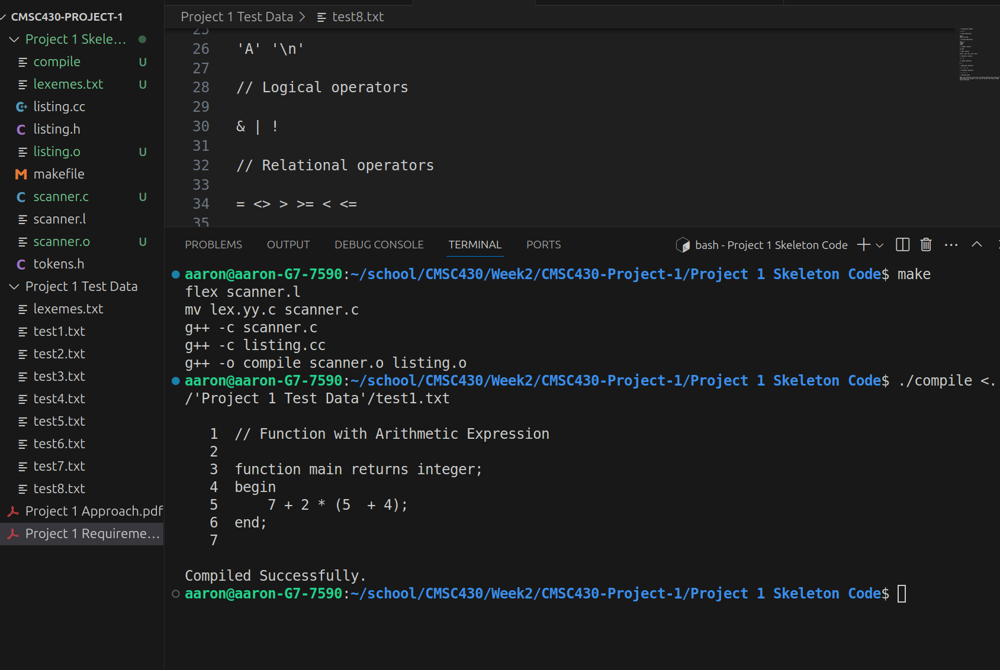 CMSC430-PROJECT-1
Project 1 Skele...
compile U
lexemes.txt U
listing.cc
listing.h
listing.o U
makefile
scanner.c U
scanner.l
scanner.o U
tokens.h
Project 1 Test Data
lexemes.txt
test1.txt
test2.txt
test3.txt
test4.txt
test5.txt
test6.txt
test7.txt
test8.txt
Project 1 Approach.pdf
Project 1 Requireme...
Project 1 Test Data > test8.txt
25
26 'A' '\n'
27
28 // Logical operators
29
30 & | !
31
32 // Relational operators
33
34 = <> > >= < <=
35
PROBLEMS OUTPUT DEBUG CONSOLE TERMINAL PORTS bash - Project 1 Skeleton Code
aaron@aaron-G7-7590:~/school/CMSC430/Week2/CMSC430-Project-1/Project 1 Skeleton Code$ make
flex scanner.l
mv lex.yy.c scanner.c
g++ -c scanner.c
g++ -c listing.cc
g++ -o compile scanner.o listing.o
aaron@aaron-G7-7590:~/school/CMSC430/Week2/CMSC430-Project-1/Project 1 Skeleton Code$ ./compile <.
/'Project 1 Test Data'/test1.txt
1 // Function with Arithmetic Expression
2
3 function main returns integer;
4 begin
5 7 + 2 * (5  + 4);
6 end;
7
Compiled Successfully.
aaron@aaron-G7-7590:~/school/CMSC430/Week2/CMSC430-Project-1/Project 1 Skeleton Code$